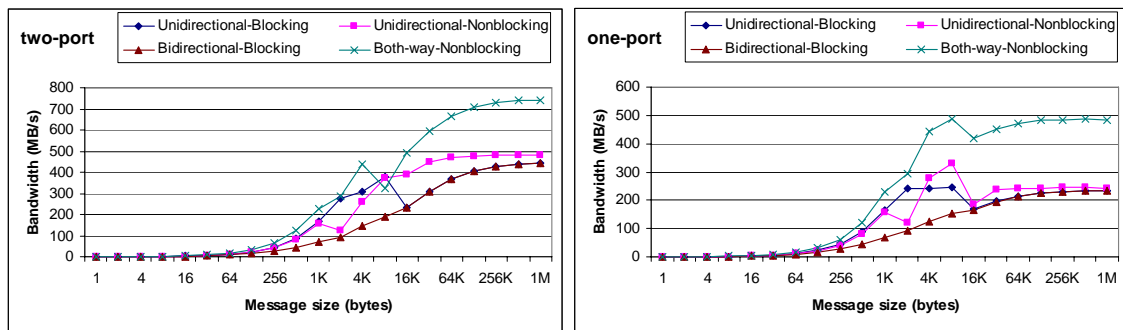 two-port
Unidirectional-Blocking
Unidirectional-Nonblocking
Bidirectional-Blocking
Both-way-Nonblocking
Bandwidth (MB/s)
800
700
600
500
400
300
200
100
0
1 4 16 64 256 1K 4K 16K 64K 256K 1M
Message size (bytes)
one-port
Unidirectional-Blocking
Unidirectional-Nonblocking
Bidirectional-Blocking
Both-way-Nonblocking
Bandwidth (MB/s)
600
500
400
300
200
100
0
1 4 16 64 256 1K 4K 16K 64K 256K 1M
Message size (bytes)